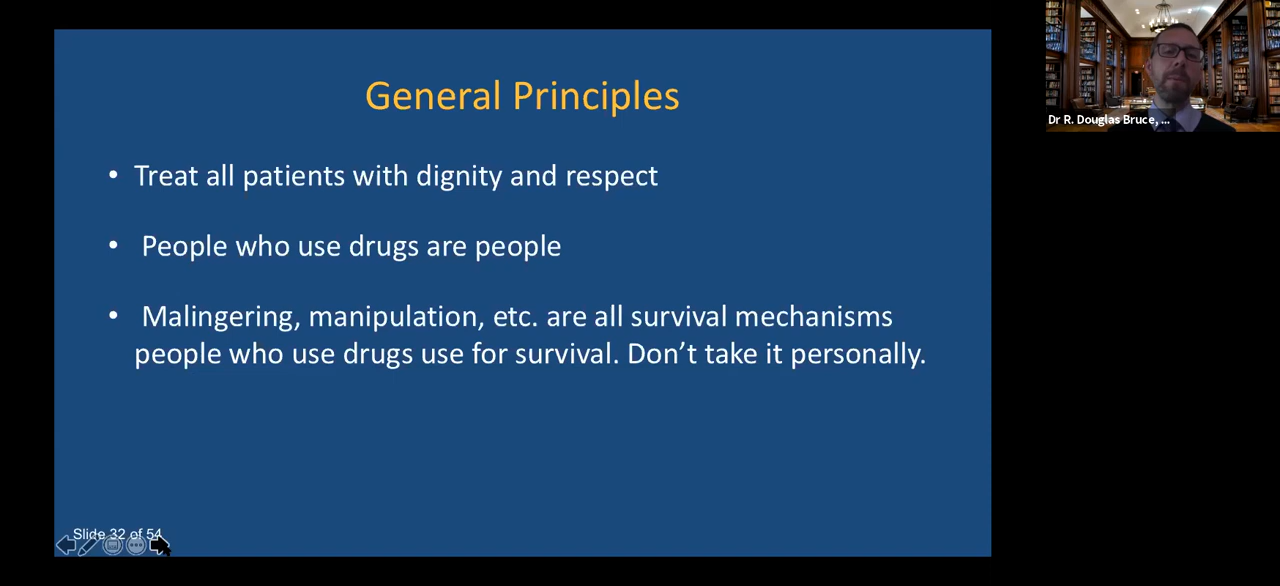 General Principles
• Treat all patients with dignity and respect
• People who use drugs are people
• Malingering, manipulation, etc. are all survival mechanisms
people who use drugs use for survival. Don’t take it personally.
Slide 32 of 54
Dr R. Douglas Bruce, ...